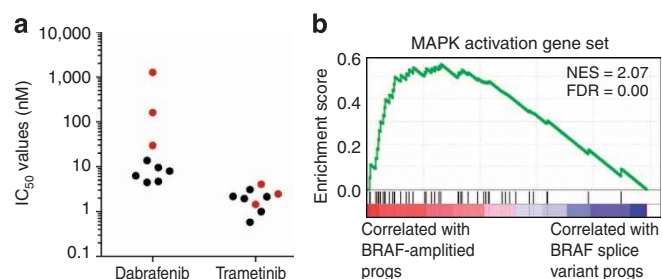 a
10,000
1,000
100
10
1
0.1
IC50 values (nM)
Dabrafenib
Trametinib
b
MAPK activation gene set
0.6
0.4
0.2
0.0
Enrichment score
NES = 2.07
FDR = 0.00
Correlated with
BRAF-amplitied
progs
Correlated with
BRAF splice
variant progs